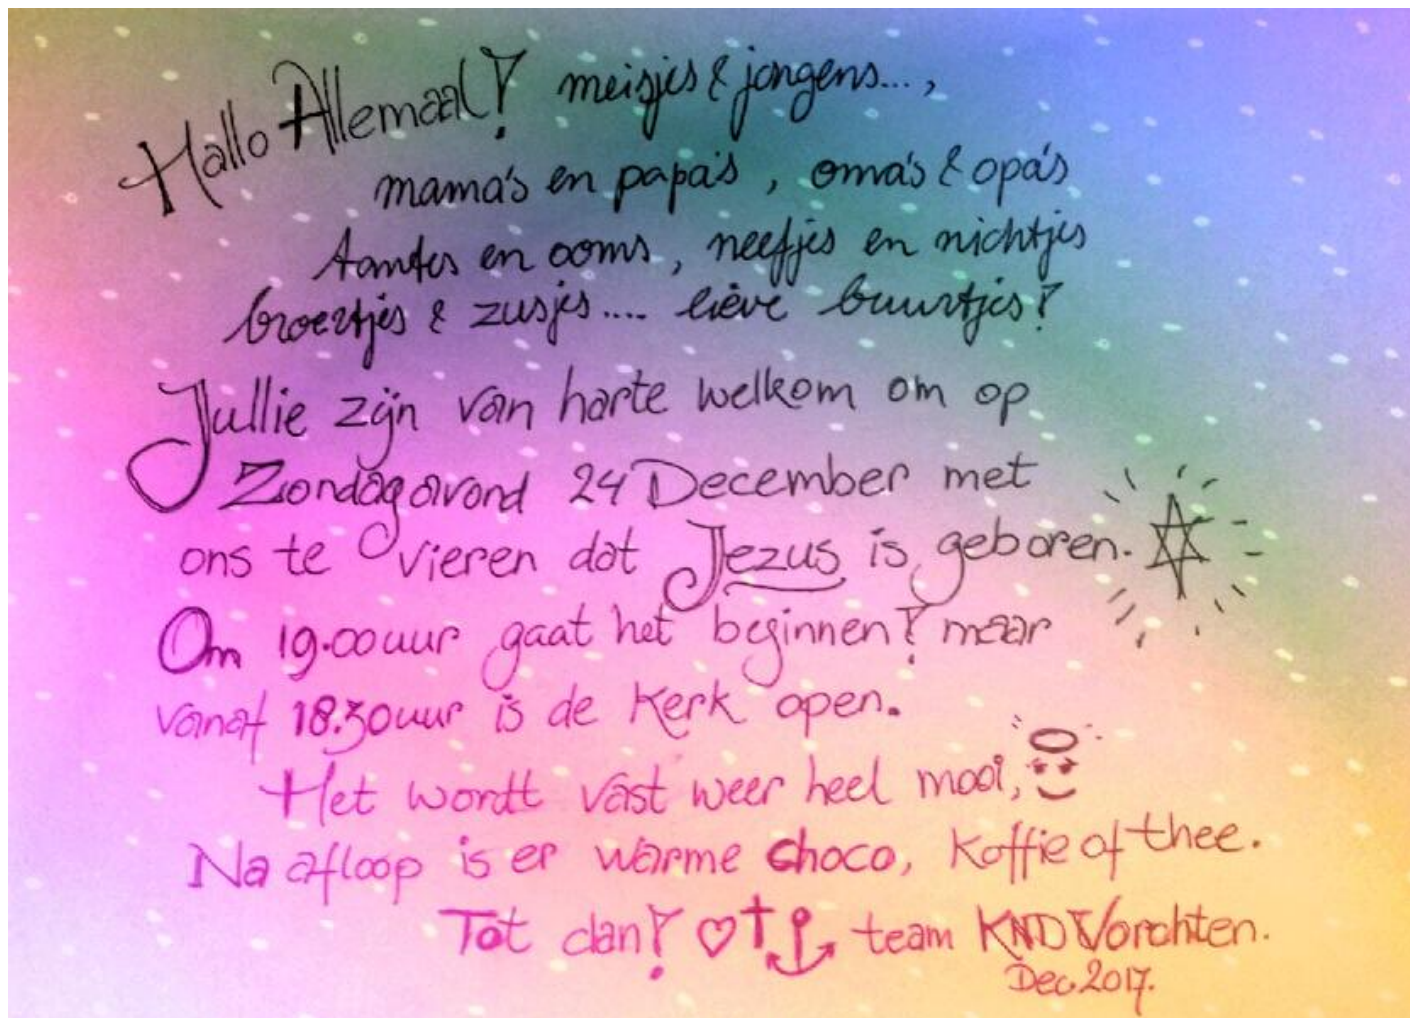 Hallo Allemaal! meisjes & jongens...,
mama's en papa's, oma's & opa's
tantes en ooms, neefjes en nichtjes
broertjes & zusjes.... lieve buurtjes!
Jullie zijn van harte welkom om op
Zondagavond 24 December met
ons te vieren dat Jezus is geboren.
Om 19.00uur gaat het beginnen! maar
vanaf 18.30uur is de Kerk open.
Het wordt vast weer heel mooi,
Na afloop is er warme choco, Koffie of thee.
Tot dan! team KND Vorchten.
Dec. 2017.